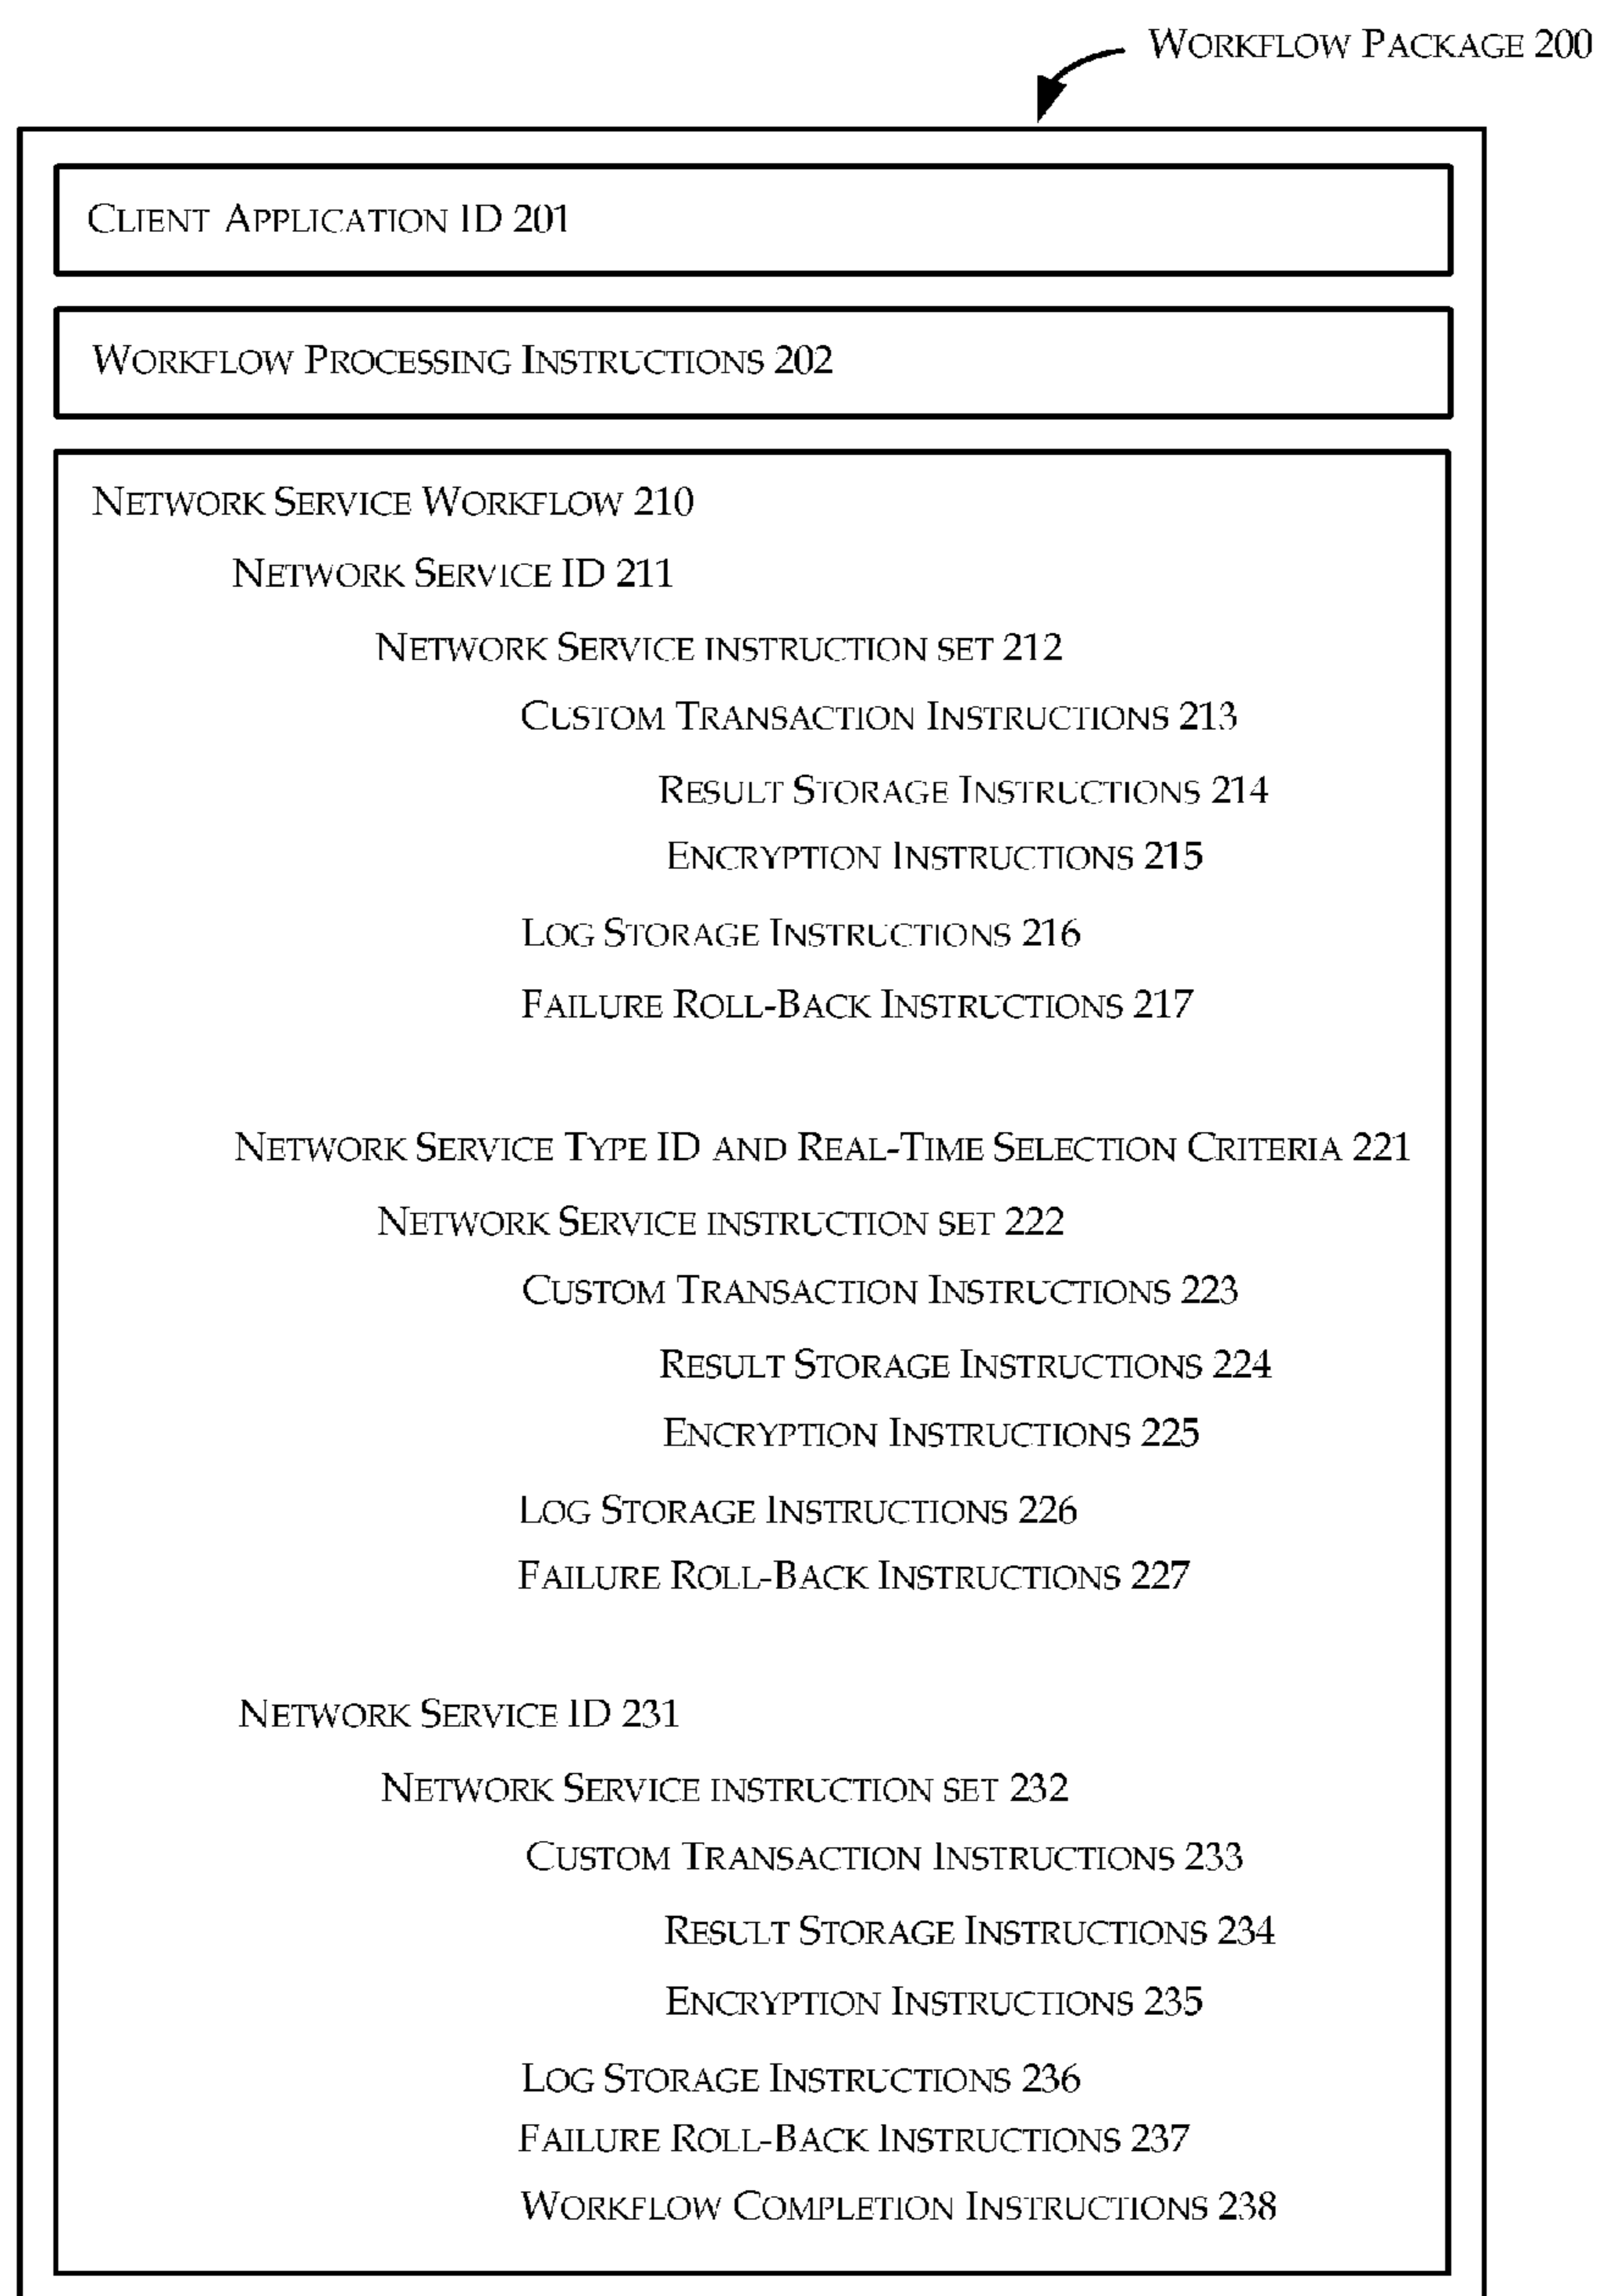 Workflow Package 200
Client Application ID 201
Workflow Processing Instructions 202
Network Service Workflow 210
Network Service ID 211
Network Service instruction set 212
Custom Transaction Instructions 213
Result Storage Instructions 214
Encryption Instructions 215
Log Storage Instructions 216
Failure Roll-Back Instructions 217
Network Service Type ID and Real-Time Selection Criteria 221
Network Service instruction set 222
Custom Transaction Instructions 223
Result Storage Instructions 224
Encryption Instructions 225
Log Storage Instructions 226
Failure Roll-Back Instructions 227
Network Service ID 231
Network Service instruction set 232
Custom Transaction Instructions 233
Result Storage Instructions 234
Encryption Instructions 235
Log Storage Instructions 236
Failure Roll-Back Instructions 237
Workflow Completion Instructions 238